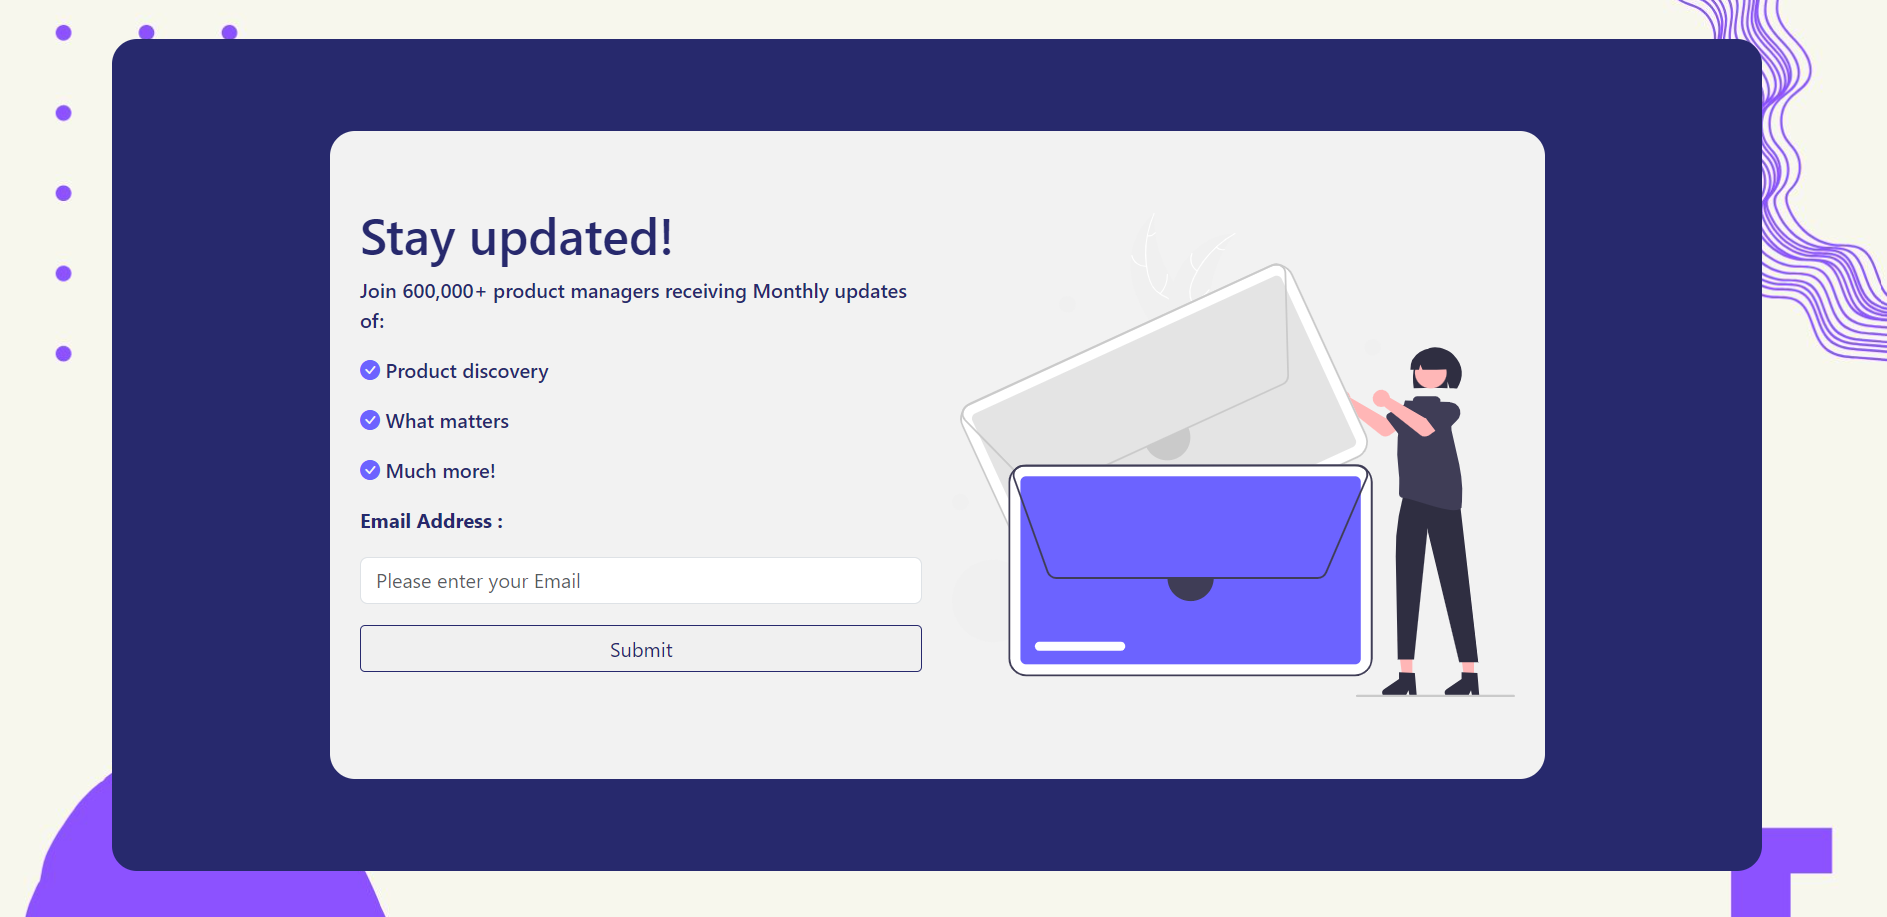 Stay updated!
Join 600,000+ product managers receiving Monthly updates
of:
Product discovery
What matters
Much more!
Email Address :
Please enter your Email
Submit